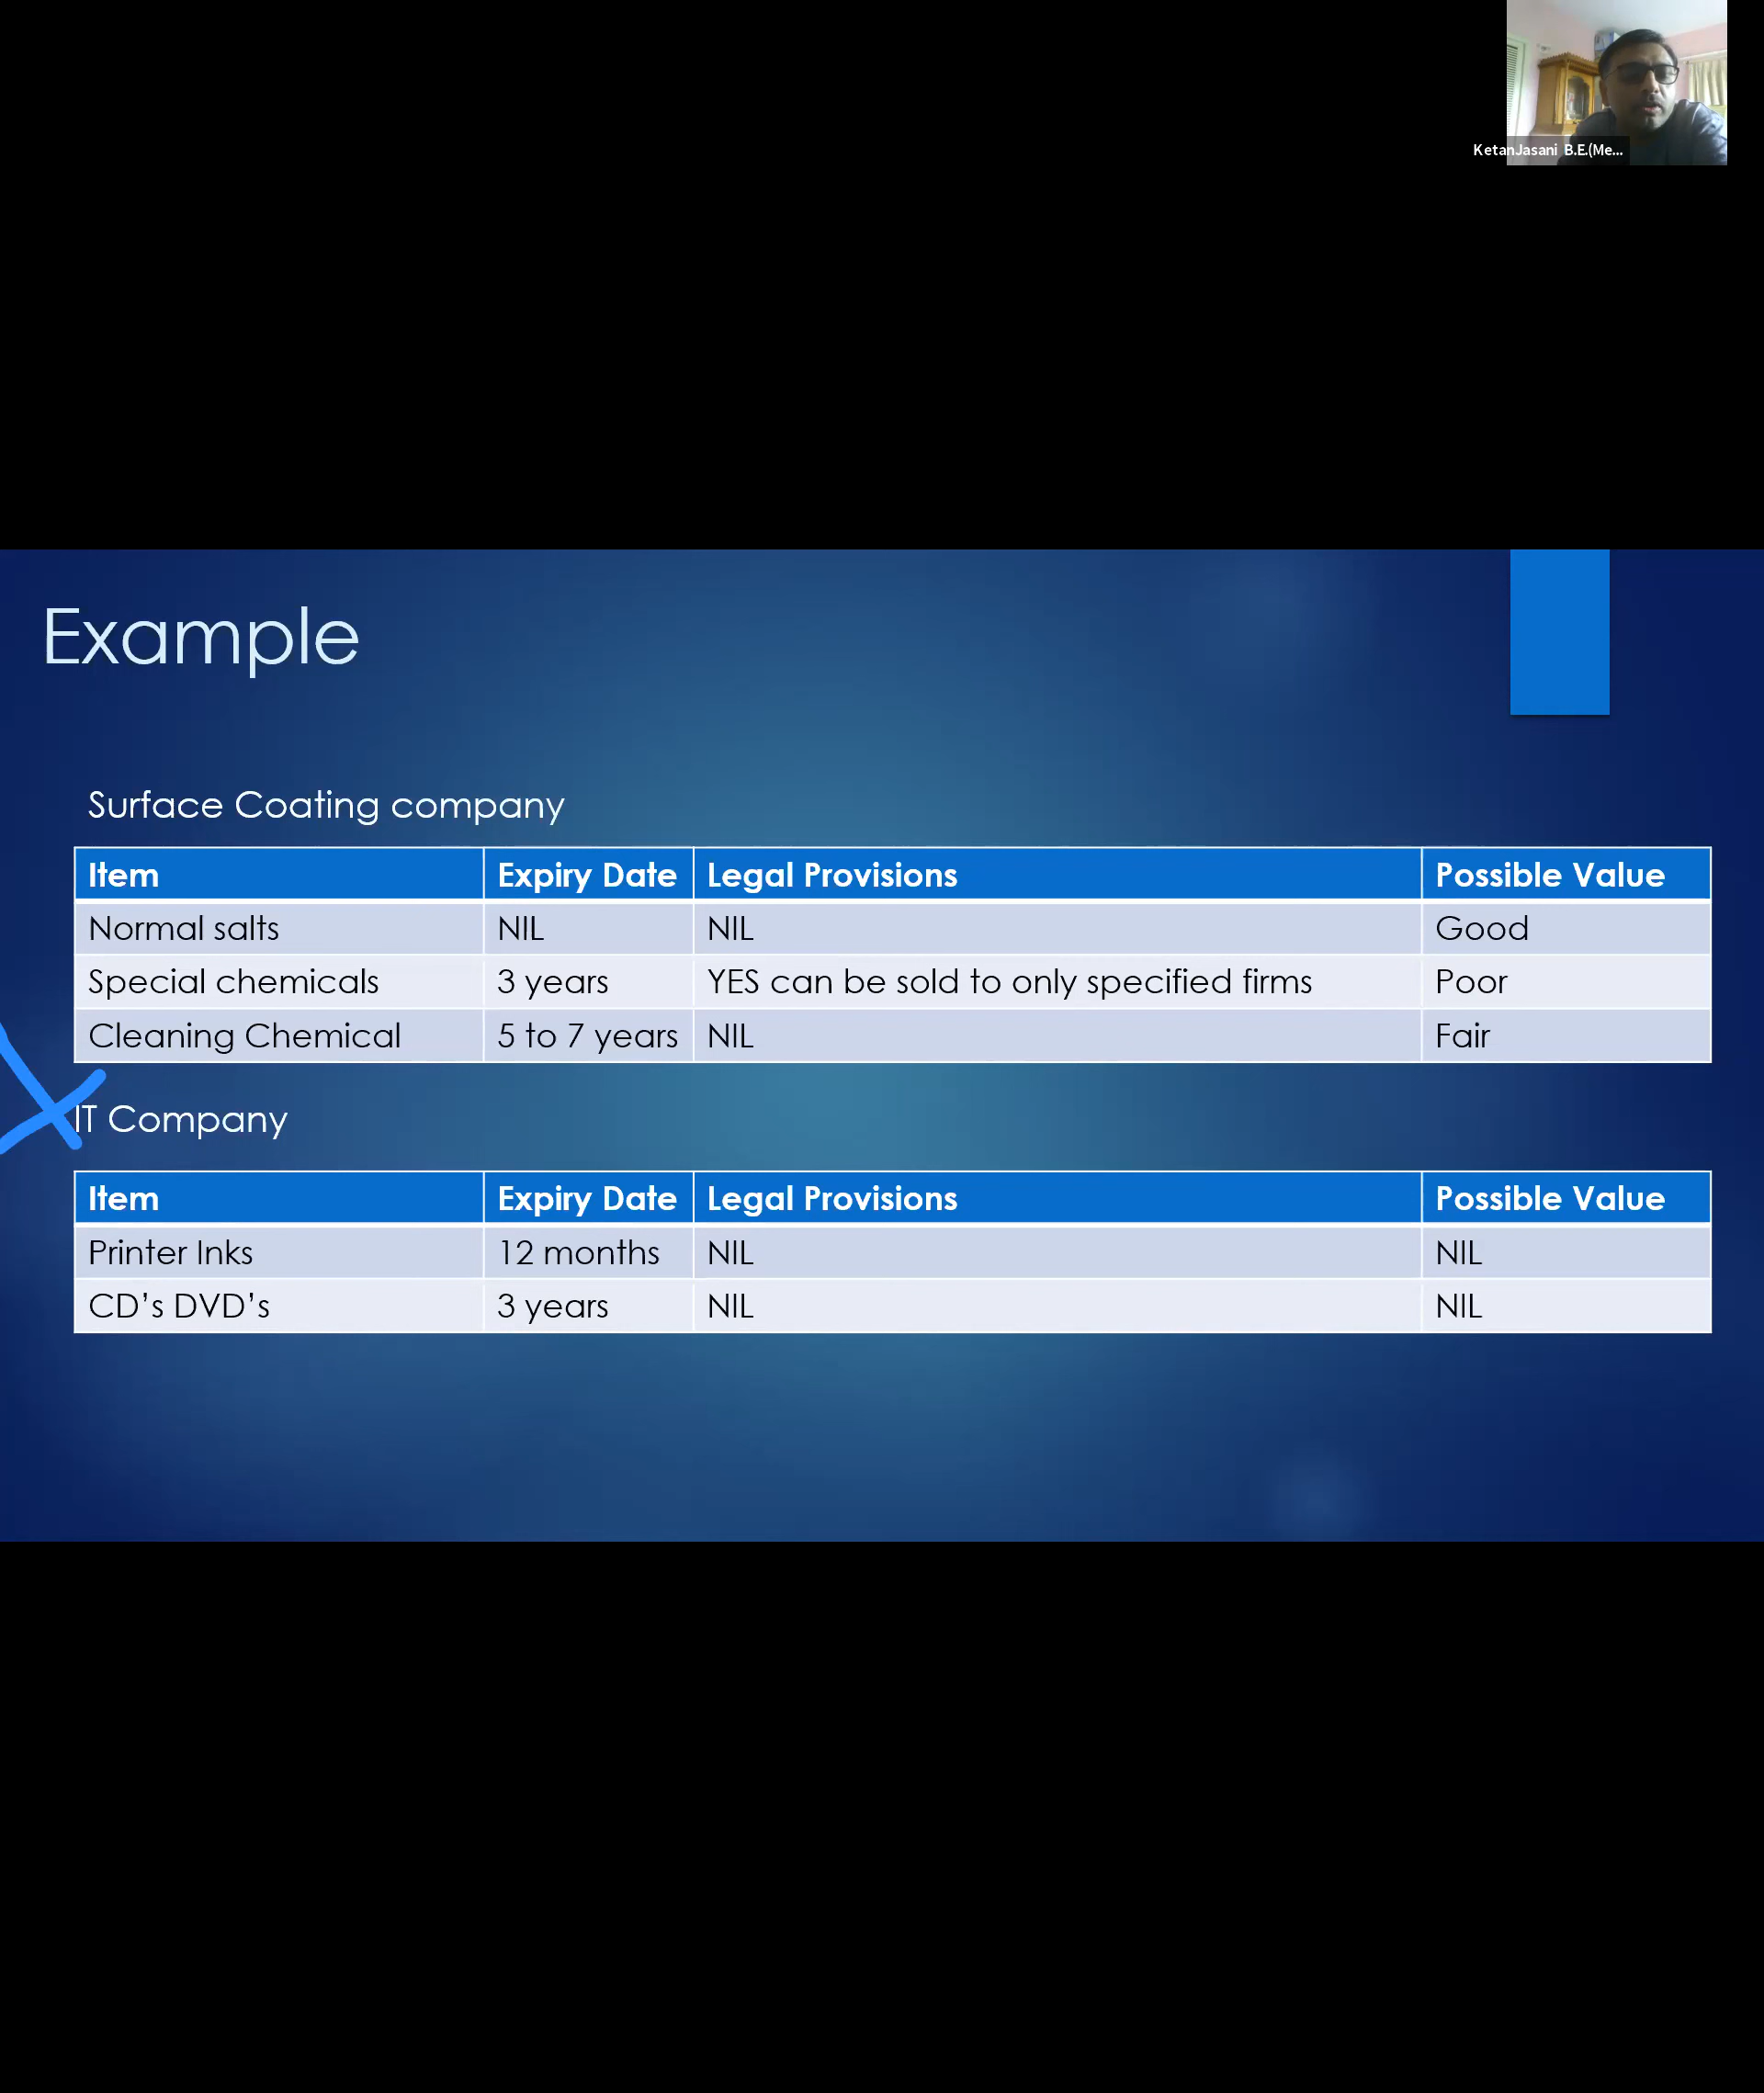 KetanJasani B.E.(Me...
Example
Surface Coating company
Item Expiry Date Legal Provisions Possible Value
Normal salts NIL NIL Good
Special chemicals 3 years YES can be sold to only specified firms Poor
Cleaning Chemical 5 to 7 years NIL Fair
IT Company
Item Expiry Date Legal Provisions Possible Value
Printer Inks 12 months NIL NIL
CD’s DVD’s 3 years NIL NIL